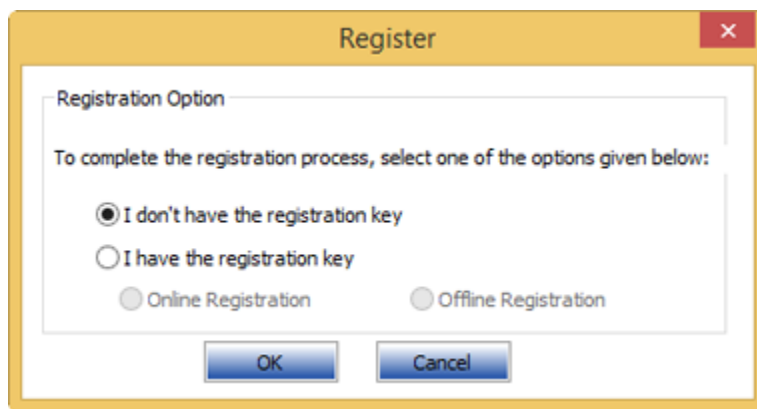 Register
Registration Option
To complete the registration process, select one of the options given below:
I don't have the registration key
I have the registration key
Online Registration Offline Registration
OK Cancel